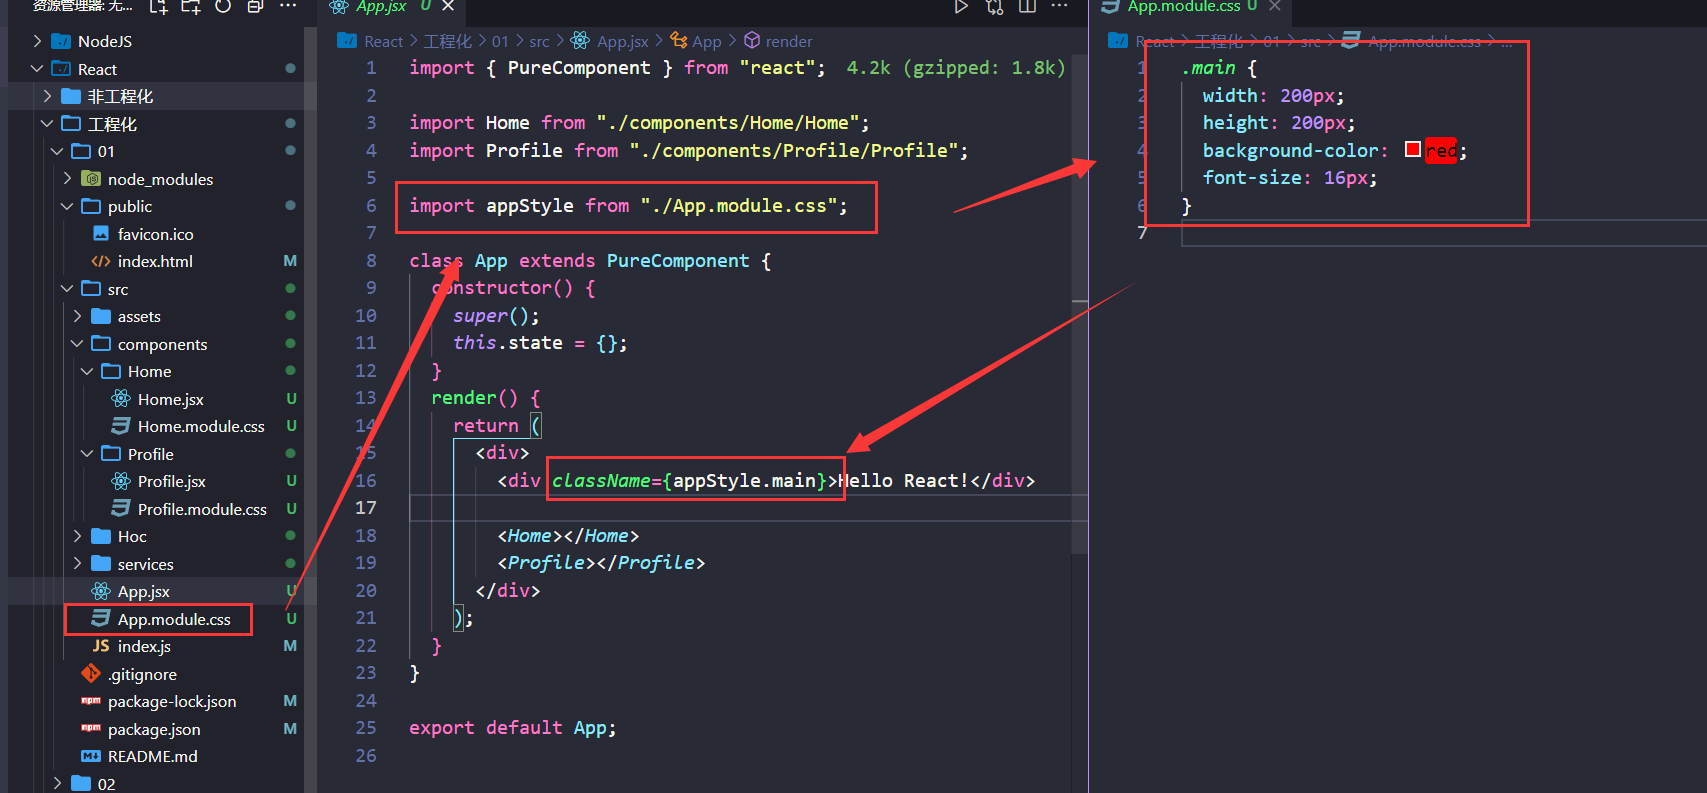 资源管理器: 无...
NodeJS
React
非工程化
工程化
01
node_modules
public
favicon.ico
index.html M
src
assets
components
Home
Home.jsx U
Home.module.css U
Profile
Profile.jsx U
Profile.module.css U
Hoc
services
App.jsx U
App.module.css U
JS index.js M
.gitignore
npm package-lock.json M
npm package.json M
README.md
02
App.jsx U ×
React > 工程化 > 01 > src > App.jsx > App > render
1 import { PureComponent } from "react"; 4.2k (gzipped: 1.8k)
2
3 import Home from "./components/Home/Home";
4 import Profile from "./components/Profile/Profile";
5
6 import appStyle from "./App.module.css";
7
8 class App extends PureComponent {
9 constructor() {
10 super();
11 this.state = {};
12 }
13 render() {
14 return (
15 <div>
16 <div className={appStyle.main}>Hello React!</div>
17
18 <Home></Home>
19 <Profile></Profile>
20 </div>
21 );
22 }
23 }
24
25 export default App;
26
App.module.css U ×
React > 工程化 > 01 > src > App.module.css > ...
1 .main {
2 width: 200px;
3 height: 200px;
4 background-color: red;
5 font-size: 16px;
6 }
7